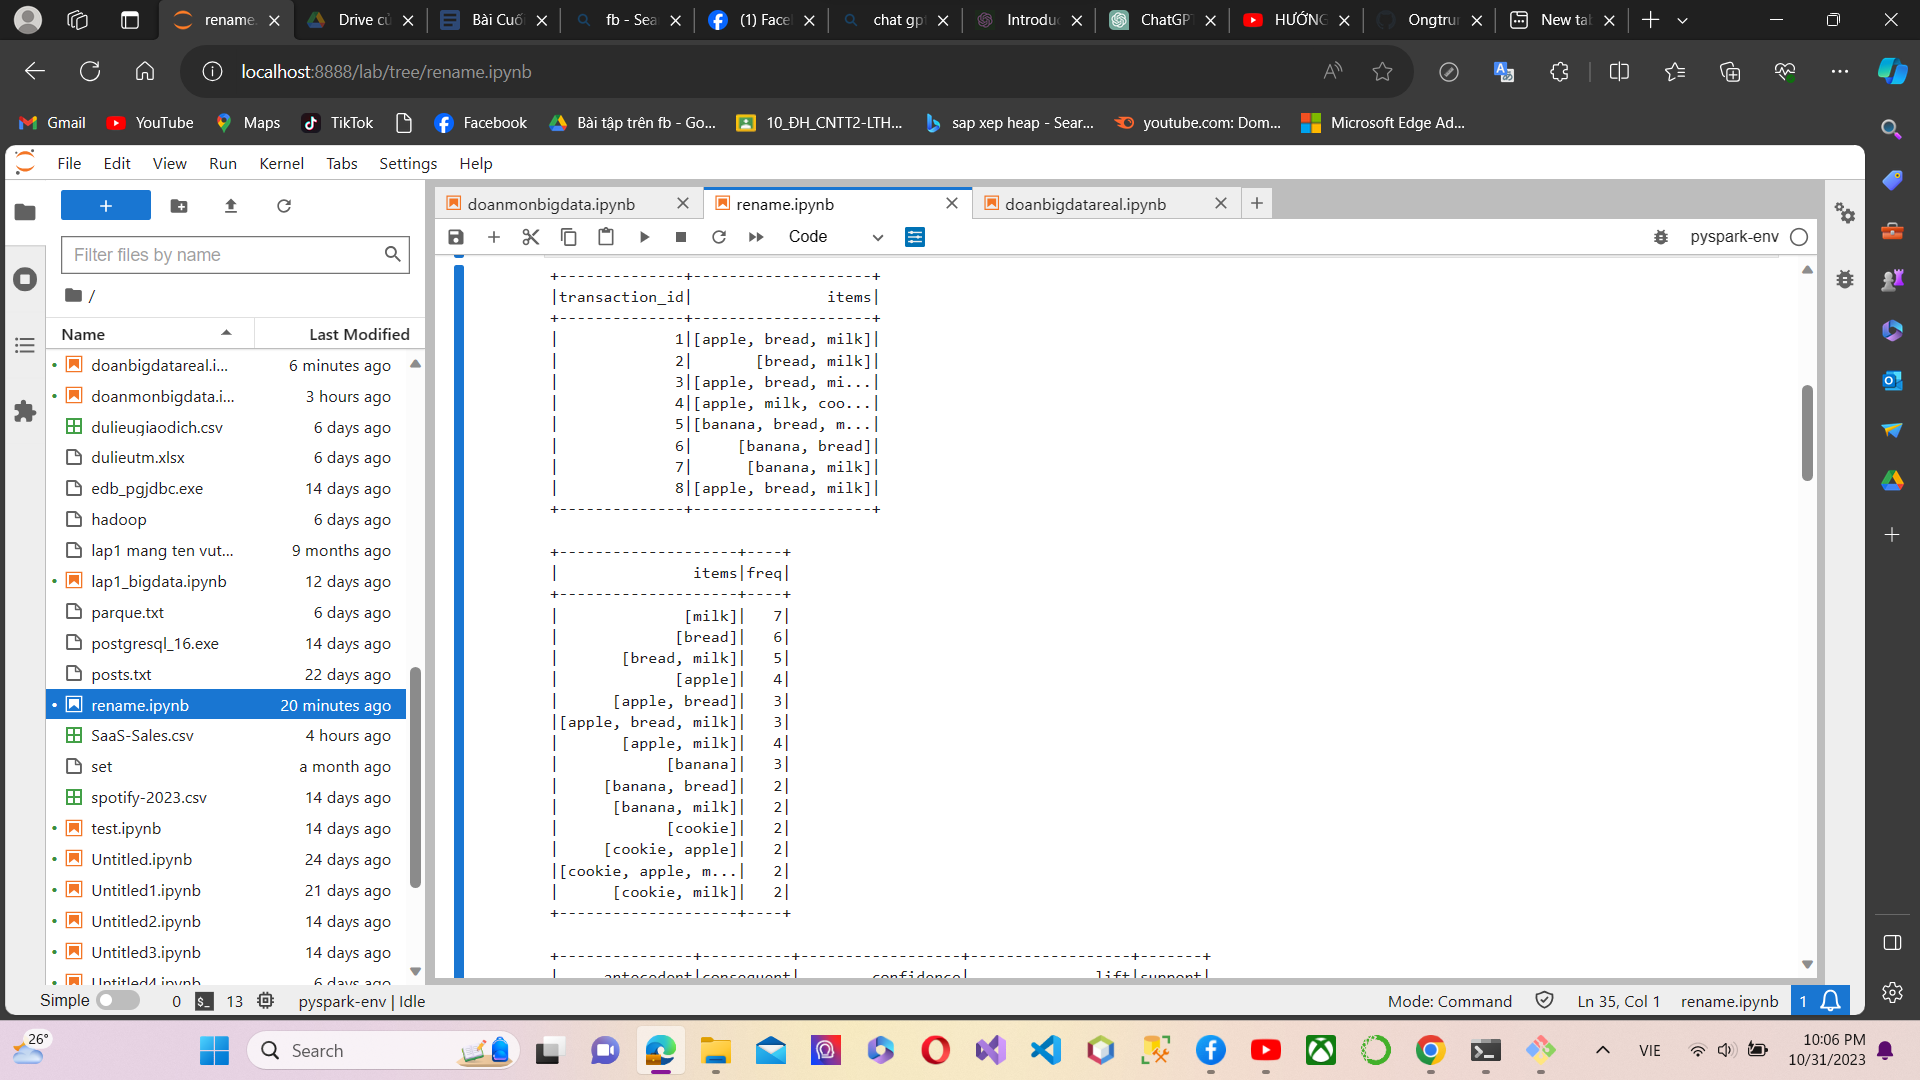 rename.
Drive củ
Bài Cuối
fb - Sea
(1) Face
chat gp
Introdu
ChatGP
HƯỚNG
Ongtru
New ta
localhost:8888/lab/tree/rename.ipynb
Gmail
YouTube
Maps
TikTok
Facebook
Bài tập trên fb - Go...
10_ĐH_CNTT2-LTH...
sap xep heap - Sear...
youtube.com: Dom...
Microsoft Edge Ad...
File Edit View Run Kernel Tabs Settings Help
doanmonbigdata.ipynb
rename.ipynb
doanbigdatareal.ipynb
Code
pyspark-env
Filter files by name
/
Name Last Modified
doanbigdatareal.i... 6 minutes ago
doanmonbigdata.i... 3 hours ago
dulieugiaodich.csv 6 days ago
dulieutm.xlsx 6 days ago
edb_pgjdbc.exe 14 days ago
hadoop 6 days ago
lap1 mang ten vut... 9 months ago
lap1_bigdata.ipynb 12 days ago
parque.txt 6 days ago
postgresql_16.exe 14 days ago
posts.txt 22 days ago
rename.ipynb 20 minutes ago
SaaS-Sales.csv 4 hours ago
set a month ago
spotify-2023.csv 14 days ago
test.ipynb 14 days ago
Untitled.ipynb 24 days ago
Untitled1.ipynb 21 days ago
Untitled2.ipynb 14 days ago
Untitled3.ipynb 14 days ago
Untitled4.ipynb 6 days ago
+--------------+--------------------+
|transaction_id|               items|
+--------------+--------------------+
|             1|[apple, bread, milk]|
|             2|       [bread, milk]|
|             3|[apple, bread, mi...|
|             4|[apple, milk, coo...|
|             5|[banana, bread, m...|
|             6|     [banana, bread]|
|             7|      [banana, milk]|
|             8|[apple, bread, milk]|
+--------------+--------------------+
+--------------------+----+
|               items|freq|
+--------------------+----+
|              [milk]|   7|
|             [bread]|   6|
|       [bread, milk]|   5|
|             [apple]|   4|
|      [apple, bread]|   3|
|[apple, bread, milk]|   3|
|       [apple, milk]|   4|
|            [banana]|   3|
|     [banana, bread]|   2|
|      [banana, milk]|   2|
|            [cookie]|   2|
|     [cookie, apple]|   2|
|[cookie, apple, m...|   2|
|      [cookie, milk]|   2|
+--------------------+----+
+---------------+----------+------------------+------------------+-------+
|     antecedent|consequent|        confidence|              lift|support|
Simple
0
13
pyspark-env | Idle
Mode: Command
Ln 35, Col 1
rename.ipynb
1
26°
Search
VIE
10:06 PM
10/31/2023